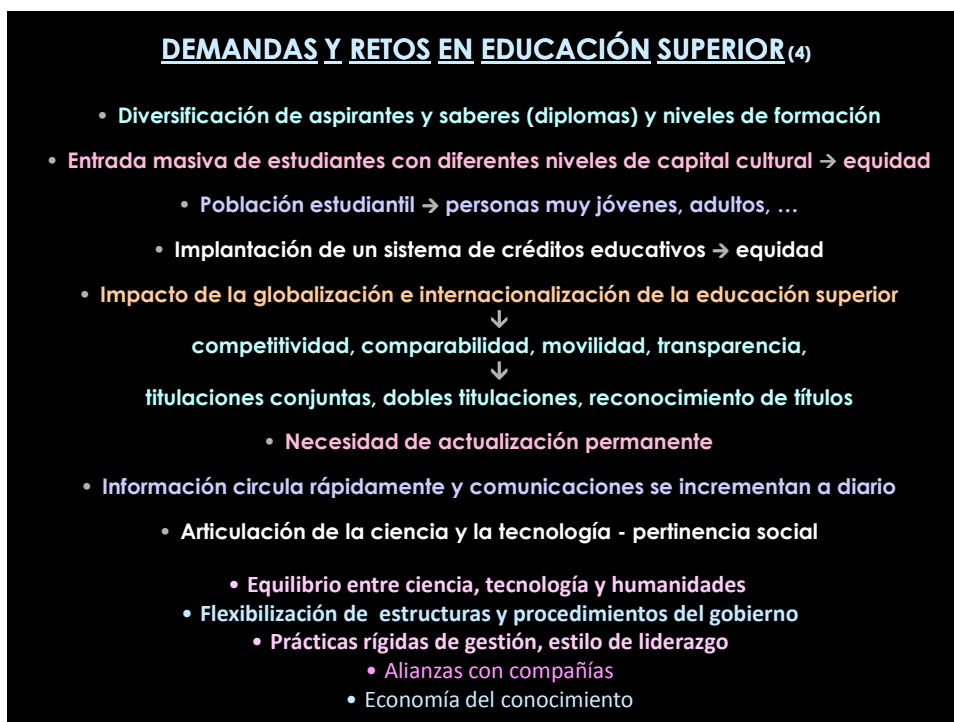 DEMANDAS Y RETOS EN EDUCACIÓN SUPERIOR (4)
• Diversificación de aspirantes y saberes (diplomas) y niveles de formación
• Entrada masiva de estudiantes con diferentes niveles de capital cultural → equidad
• Población estudiantil → personas muy jóvenes, adultos, …
• Implantación de un sistema de créditos educativos → equidad
• Impacto de la globalización e internacionalización de la educación superior
↓
competitividad, comparabilidad, movilidad, transparencia,
↓
titulaciones conjuntas, dobles titulaciones, reconocimiento de títulos
• Necesidad de actualización permanente
• Información circula rápidamente y comunicaciones se incrementan a diario
• Articulación de la ciencia y la tecnología - pertinencia social
• Equilibrio entre ciencia, tecnología y humanidades
• Flexibilización de estructuras y procedimientos del gobierno
• Prácticas rígidas de gestión, estilo de liderazgo
• Alianzas con compañías
• Economía del conocimiento